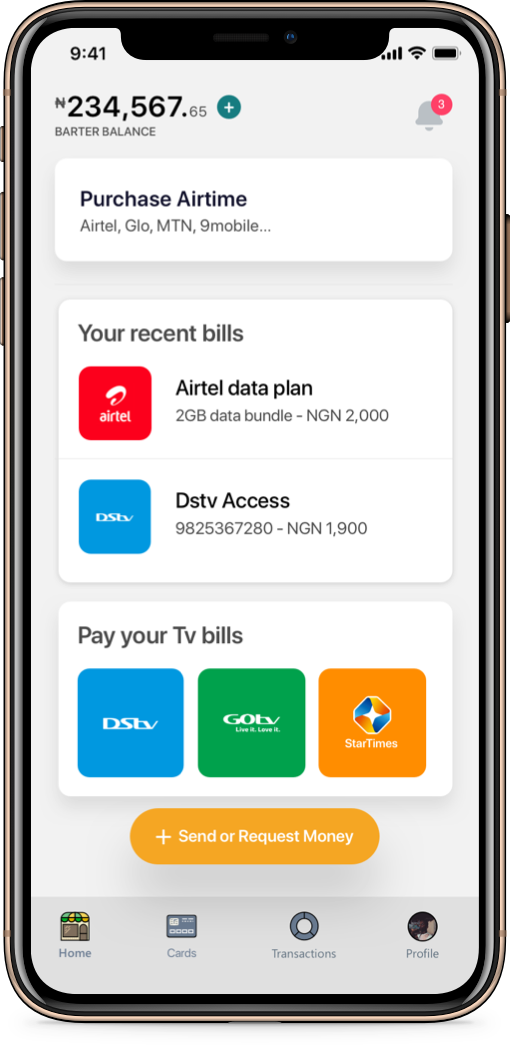 9:41
₦234,567.65 +
3
BARTER BALANCE
Purchase Airtime
Airtel, Glo, MTN, 9mobile...
Your recent bills
airtel
Airtel data plan
2GB data bundle - NGN 2,000
DStv
Dstv Access
9825367280 - NGN 1,900
Pay your Tv bills
DStv
GOtv
Live it. Love it.
StarTimes
+ Send or Request Money
Home
Cards
Transactions
Profile